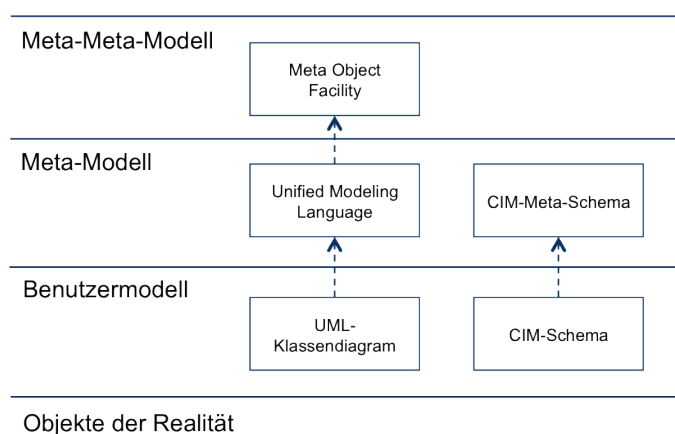 Meta-Meta-Modell
Meta Object
Facility
Meta-Modell
Unified Modeling
Language
CIM-Meta-Schema
Benutzermodell
UML-
Klassendiagram
CIM-Schema
Objekte der Realität